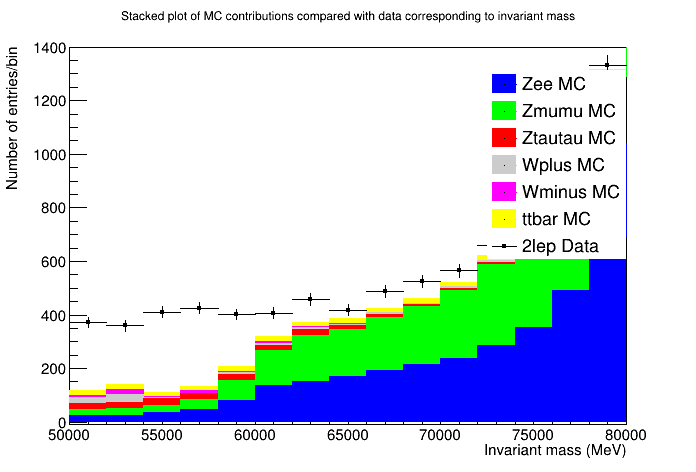 Stacked plot of MC contributions compared with data corresponding to invariant mass
Number of entries/bin
1400
1200
1000
800
600
400
200
0
Zee MC
Zmumu MC
Ztautau MC
Wplus MC
Wminus MC
ttbar MC
2lep Data
50000 55000 60000 65000 70000 75000 80000
Invariant mass (MeV)